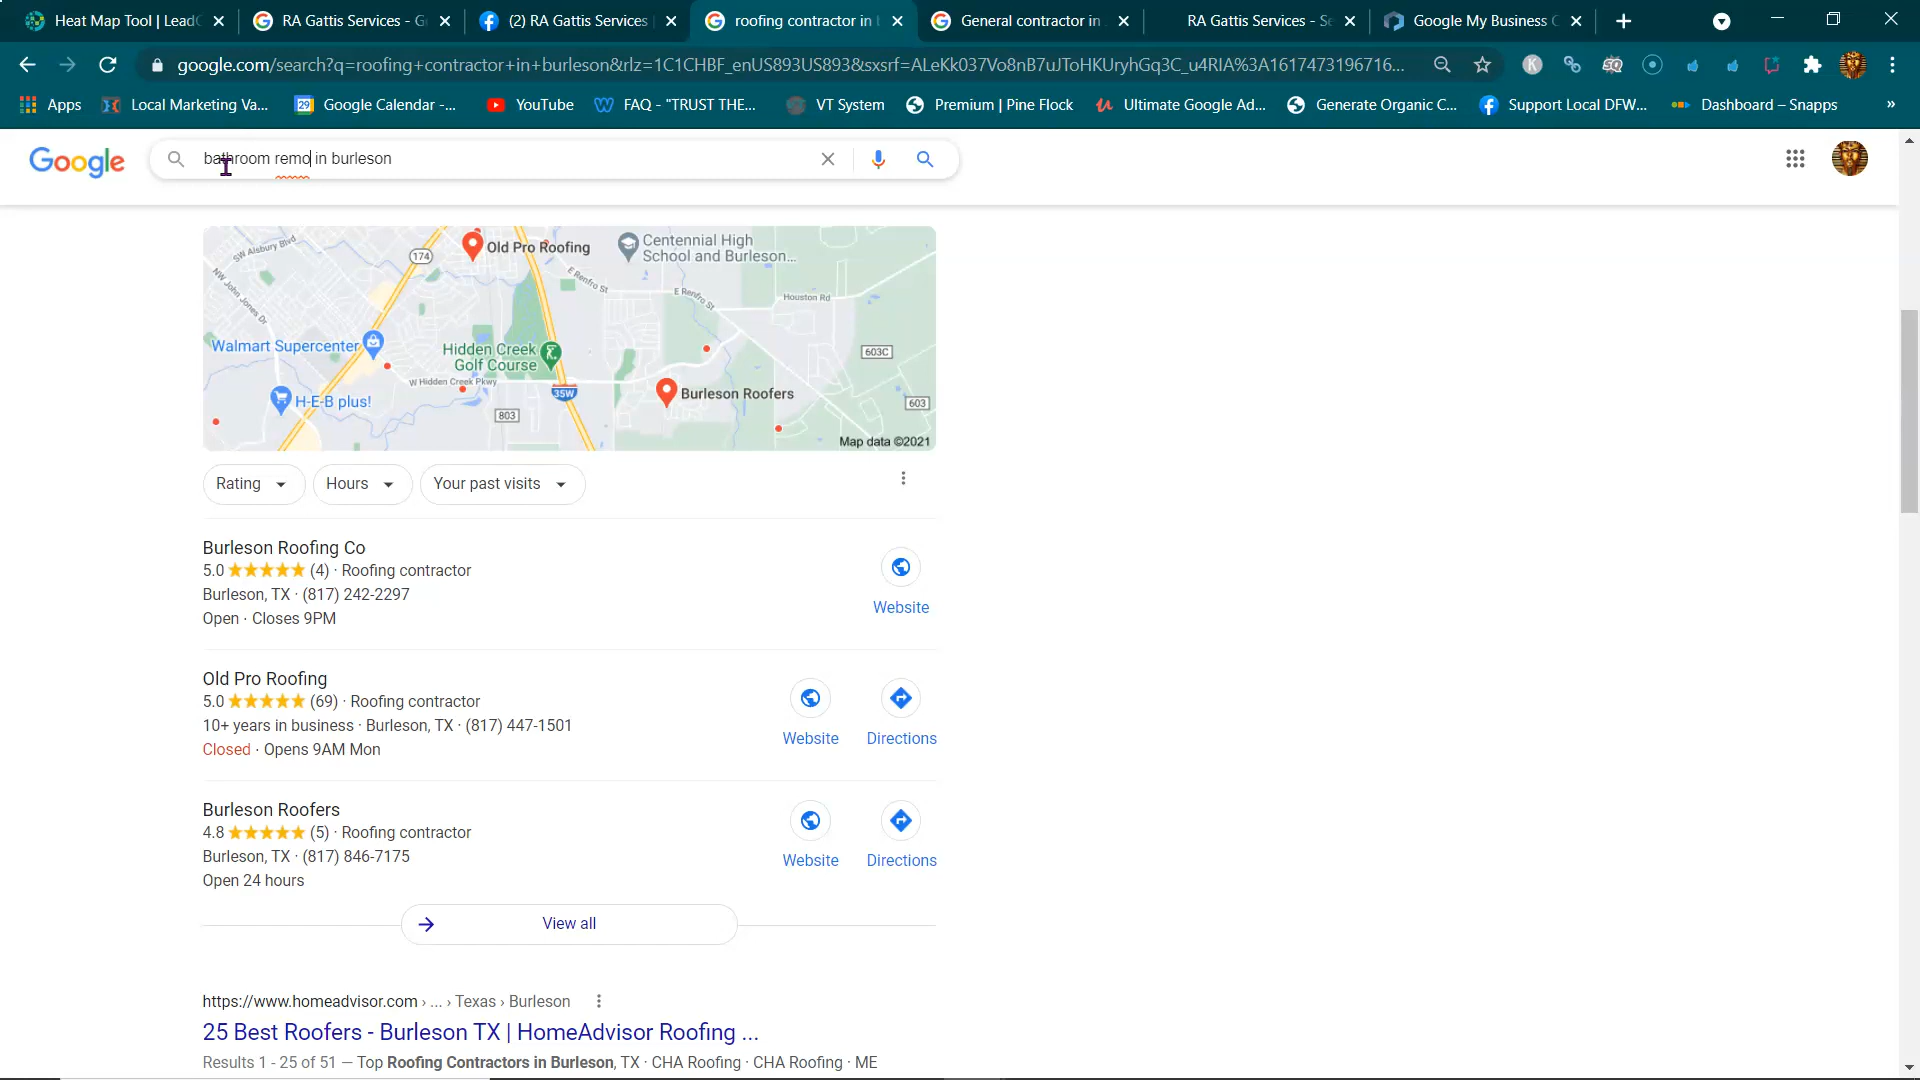 Heat Map Tool | Lead
RA Gattis Services - G
(2) RA Gattis Services |
roofing contractor in b
General contractor in
RA Gattis Services - Se
Google My Business
google.com/search?q=roofing+contractor+in+burleson&rlz=1C1CHBF_enUS893US893&sxsrf=ALeKk037Vo8nB7uJToHKUryhGq3C_u4RIA%3A1617473196716...
Apps
Local Marketing Va...
Google Calendar -...
YouTube
FAQ - "TRUST THE...
VT System
Premium | Pine Flock
Ultimate Google Ad...
Generate Organic C...
Support Local DFW...
Dashboard – Snapps
»
Google
bathroom remo in burleson
SW Alsbury Blvd
174
Old Pro Roofing
Centennial High
School and Burleson...
NW John Jones Dr
E Renfro St
E Renfro St
Houston Rd
Walmart Supercenter
Hidden Creek
Golf Course
603C
W Hidden Creek Pkwy
35W
Burleson Roofers
H-E-B plus!
803
603
Map data ©2021
Rating
Hours
Your past visits
Burleson Roofing Co
5.0 (4) · Roofing contractor
Burleson, TX · (817) 242-2297
Open · Closes 9PM
Website
Old Pro Roofing
5.0 (69) · Roofing contractor
10+ years in business · Burleson, TX · (817) 447-1501
Closed · Opens 9AM Mon
Website
Directions
Burleson Roofers
4.8 (5) · Roofing contractor
Burleson, TX · (817) 846-7175
Open 24 hours
Website
Directions
View all
https://www.homeadvisor.com › ... › Texas › Burleson
25 Best Roofers - Burleson TX | HomeAdvisor Roofing ...
Results 1 - 25 of 51 — Top Roofing Contractors in Burleson, TX · CHA Roofing · CHA Roofing · ME